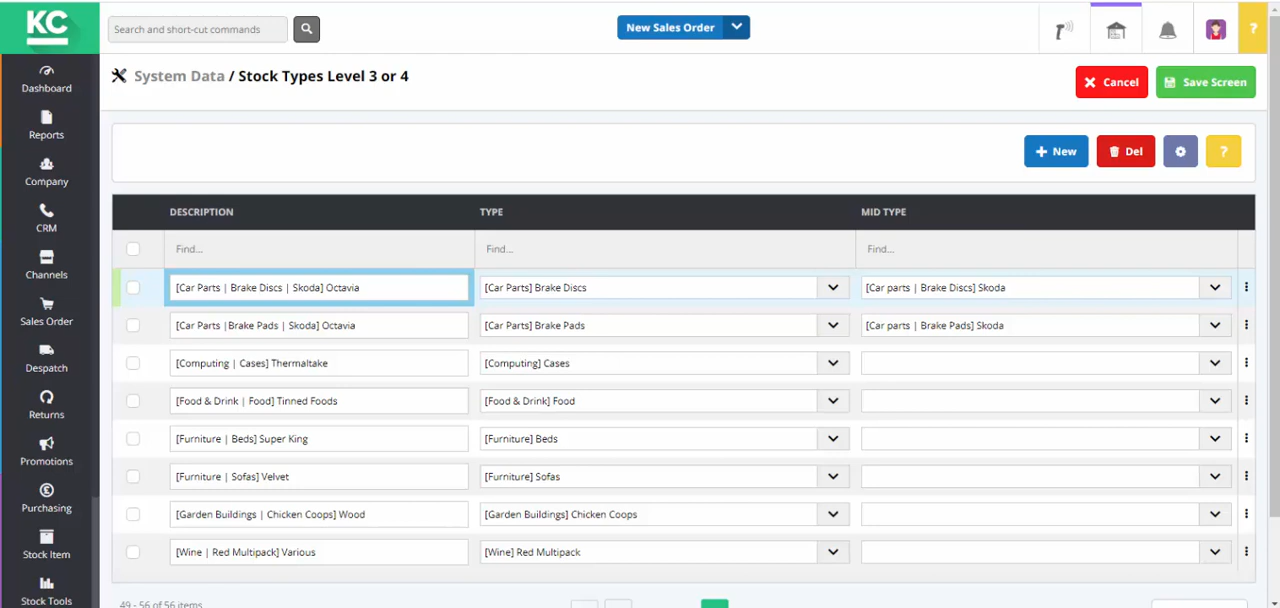 KC
Search and short-cut commands
New Sales Order
?
System Data / Stock Types Level 3 or 4
Cancel
Save Screen
Dashboard
Reports
Company
CRM
Channels
Sales Order
Despatch
Returns
Promotions
Purchasing
Stock Item
Stock Tools
New
Del
?
DESCRIPTION TYPE MID TYPE
Find... Find... Find...
[Car Parts | Brake Discs | Skoda] Octavia [Car Parts] Brake Discs [Car parts | Brake Discs] Skoda
[Car Parts |Brake Pads | Skoda] Octavia [Car Parts] Brake Pads [Car parts | Brake Pads] Skoda
[Computing | Cases] Thermaltake [Computing] Cases
[Food & Drink | Food] Tinned Foods [Food & Drink] Food
[Furniture | Beds] Super King [Furniture] Beds
[Furniture | Sofas] Velvet [Furniture] Sofas
[Garden Buildings | Chicken Coops] Wood [Garden Buildings] Chicken Coops
[Wine | Red Multipack] Various [Wine] Red Multipack
49 - 56 of 56 items